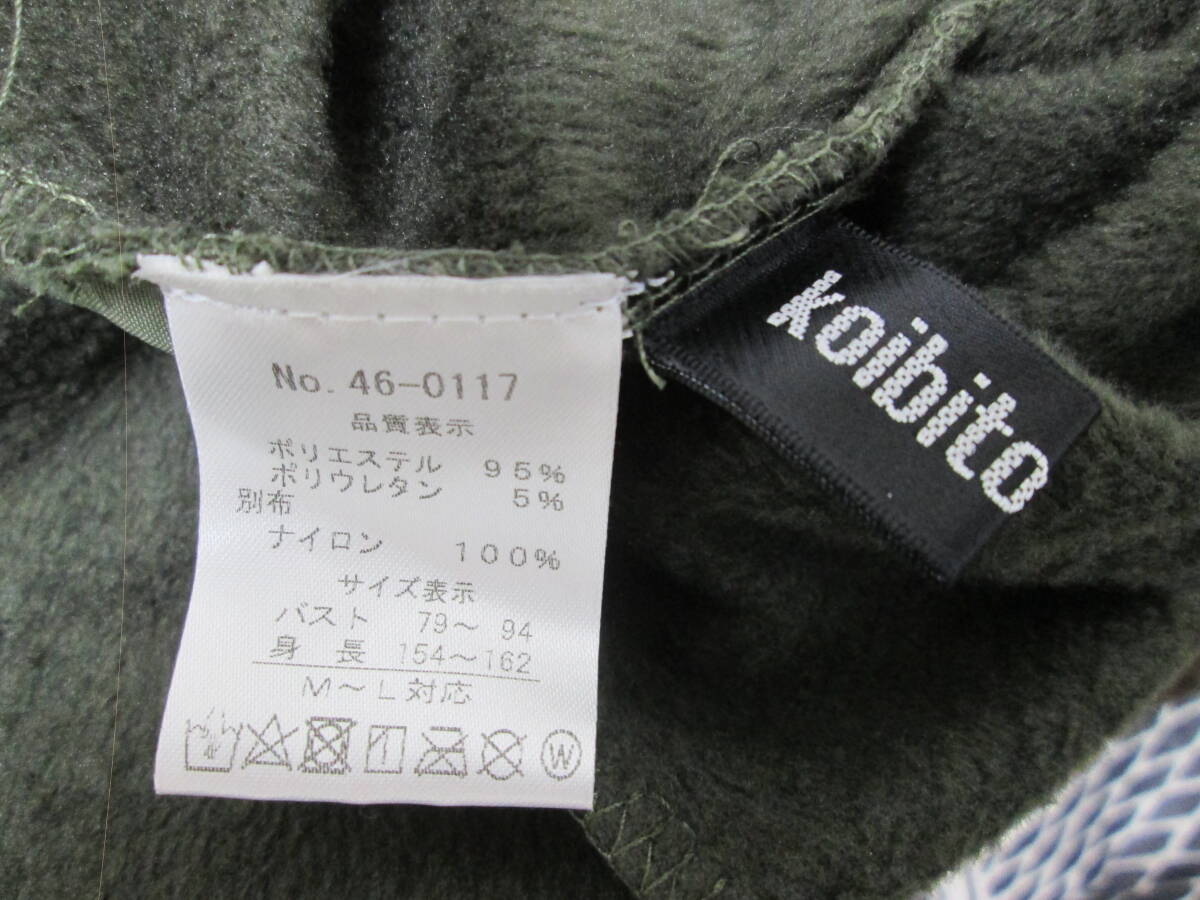 No. 46-0117
品質表示
ポリエステル 95%
ポリウレタン 5%
別布
ナイロン 100%
サイズ表示
バスト 79～ 94
身 長 154～162
M～L対応
W
koibito